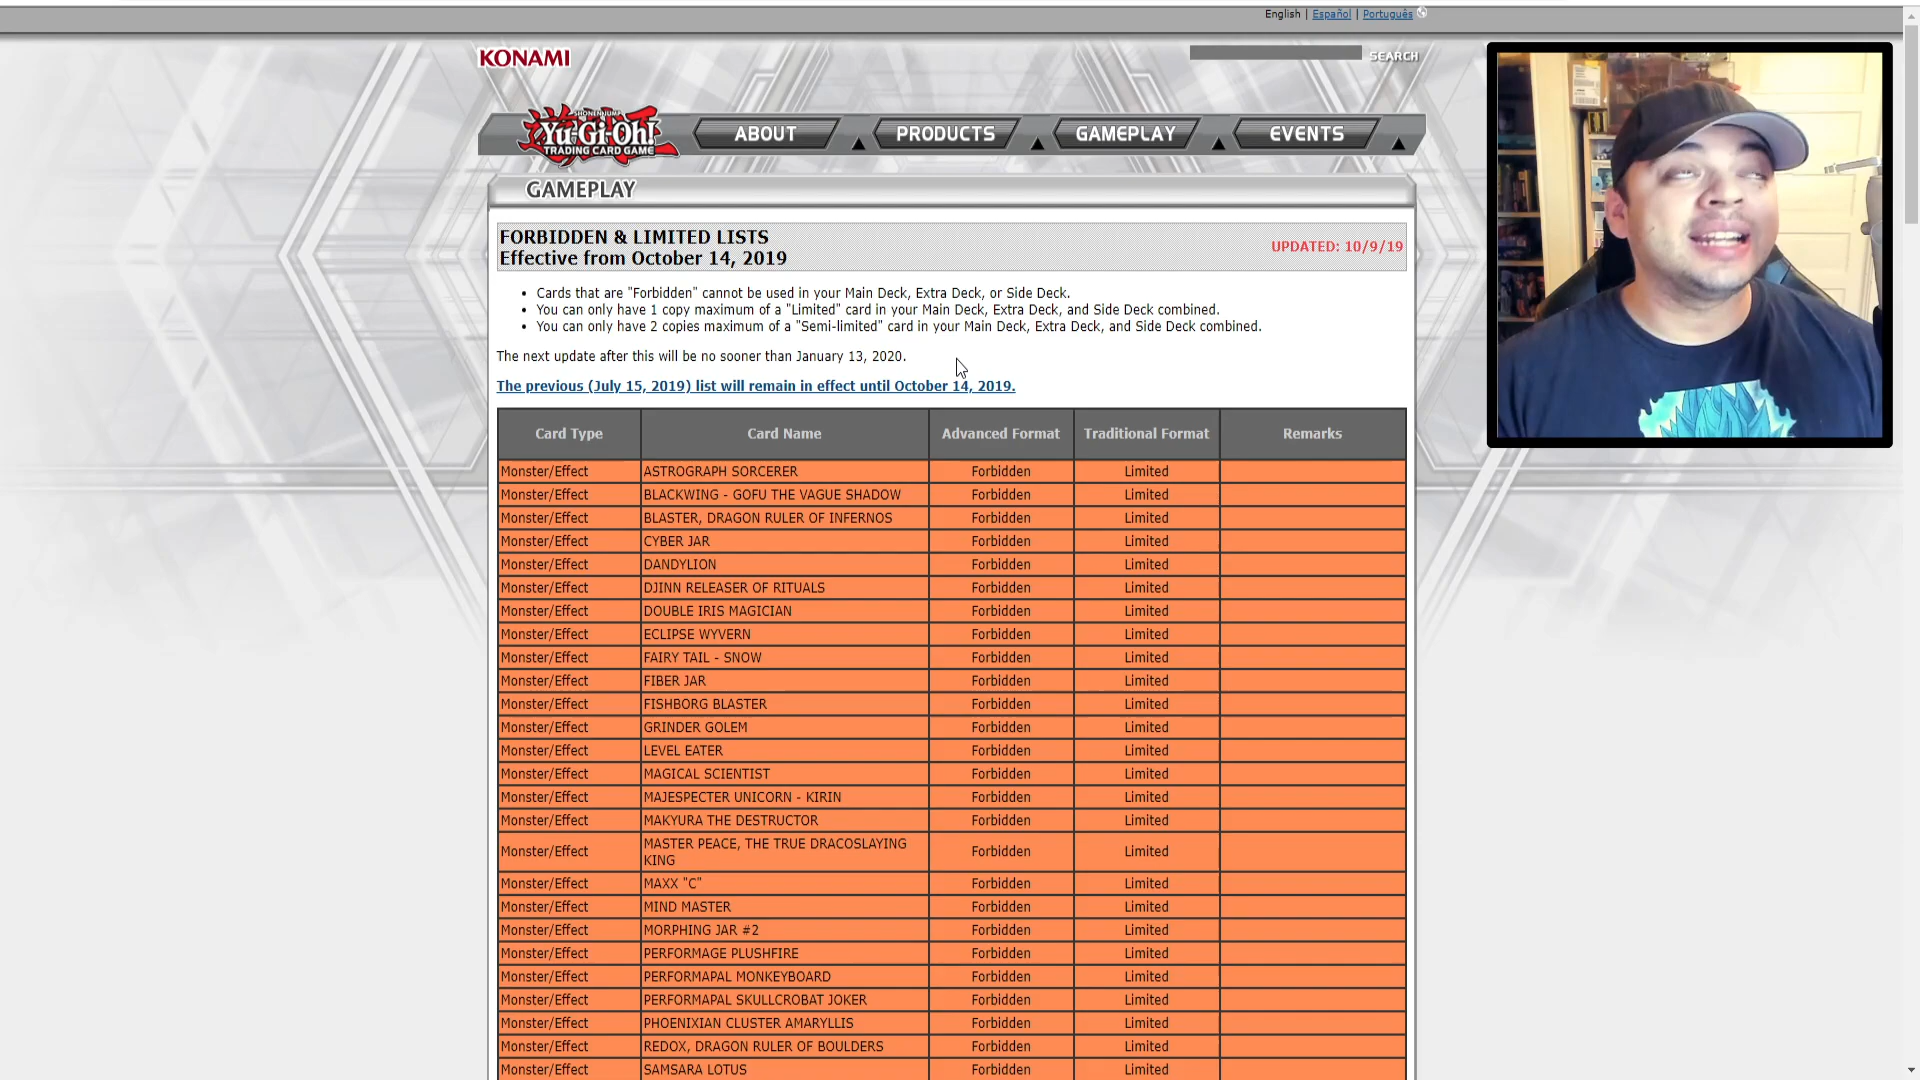 English | Español | Português
KONAMI
SEARCH
SHONEN JUMP
Yu-Gi-Oh!
TRADING CARD GAME
ABOUT
PRODUCTS
GAMEPLAY
EVENTS
GAMEPLAY
FORBIDDEN & LIMITED LISTS
Effective from October 14, 2019
UPDATED: 10/9/19
• Cards that are "Forbidden" cannot be used in your Main Deck, Extra Deck, or Side Deck.
• You can only have 1 copy maximum of a "Limited" card in your Main Deck, Extra Deck, and Side Deck combined.
• You can only have 2 copies maximum of a "Semi-limited" card in your Main Deck, Extra Deck, and Side Deck combined.
The next update after this will be no sooner than January 13, 2020.
The previous (July 15, 2019) list will remain in effect until October 14, 2019.
Card Type Card Name Advanced Format Traditional Format Remarks
Monster/Effect ASTROGRAPH SORCERER Forbidden Limited
Monster/Effect BLACKWING - GOFU THE VAGUE SHADOW Forbidden Limited
Monster/Effect BLASTER, DRAGON RULER OF INFERNOS Forbidden Limited
Monster/Effect CYBER JAR Forbidden Limited
Monster/Effect DANDYLION Forbidden Limited
Monster/Effect DJINN RELEASER OF RITUALS Forbidden Limited
Monster/Effect DOUBLE IRIS MAGICIAN Forbidden Limited
Monster/Effect ECLIPSE WYVERN Forbidden Limited
Monster/Effect FAIRY TAIL - SNOW Forbidden Limited
Monster/Effect FIBER JAR Forbidden Limited
Monster/Effect FISHBORG BLASTER Forbidden Limited
Monster/Effect GRINDER GOLEM Forbidden Limited
Monster/Effect LEVEL EATER Forbidden Limited
Monster/Effect MAGICAL SCIENTIST Forbidden Limited
Monster/Effect MAJESPECTER UNICORN - KIRIN Forbidden Limited
Monster/Effect MAKYURA THE DESTRUCTOR Forbidden Limited
Monster/Effect MASTER PEACE, THE TRUE DRACOSLAYING
KING Forbidden Limited
Monster/Effect MAXX "C" Forbidden Limited
Monster/Effect MIND MASTER Forbidden Limited
Monster/Effect MORPHING JAR #2 Forbidden Limited
Monster/Effect PERFORMAGE PLUSHFIRE Forbidden Limited
Monster/Effect PERFORMAPAL MONKEYBOARD Forbidden Limited
Monster/Effect PERFORMAPAL SKULLCROBAT JOKER Forbidden Limited
Monster/Effect PHOENIXIAN CLUSTER AMARYLLIS Forbidden Limited
Monster/Effect REDOX, DRAGON RULER OF BOULDERS Forbidden Limited
Monster/Effect SAMSARA LOTUS Forbidden Limited